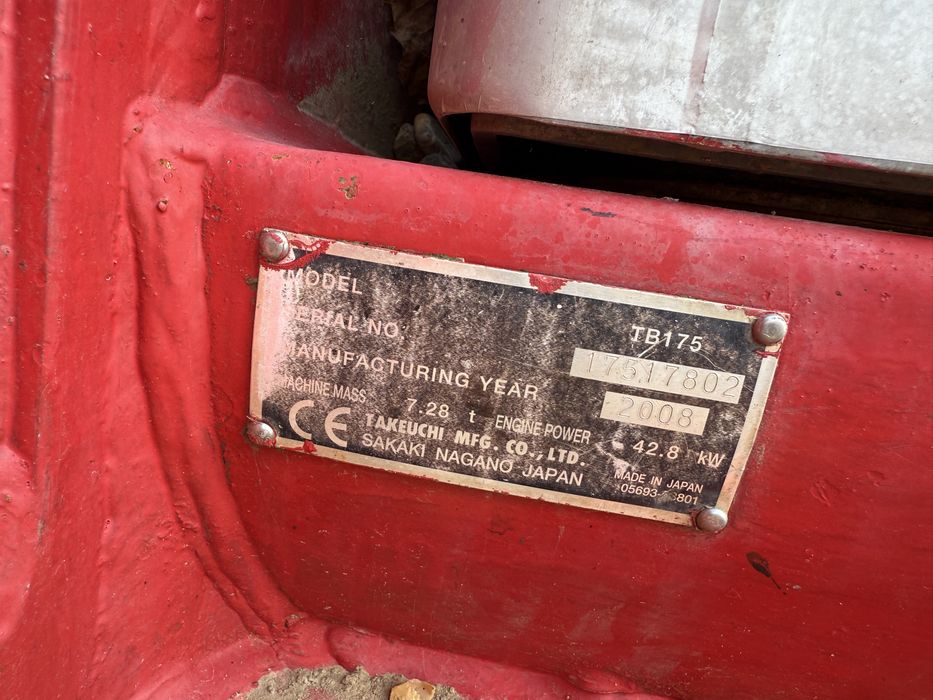 MODEL TB175
SERIAL NO. 17517802
MANUFACTURING YEAR 2008
MACHINE MASS 7.28 t ENGINE POWER 42.8 kW
CE TAKEUCHI MFG. CO., LTD.
SAKAKI NAGANO JAPAN
MADE IN JAPAN